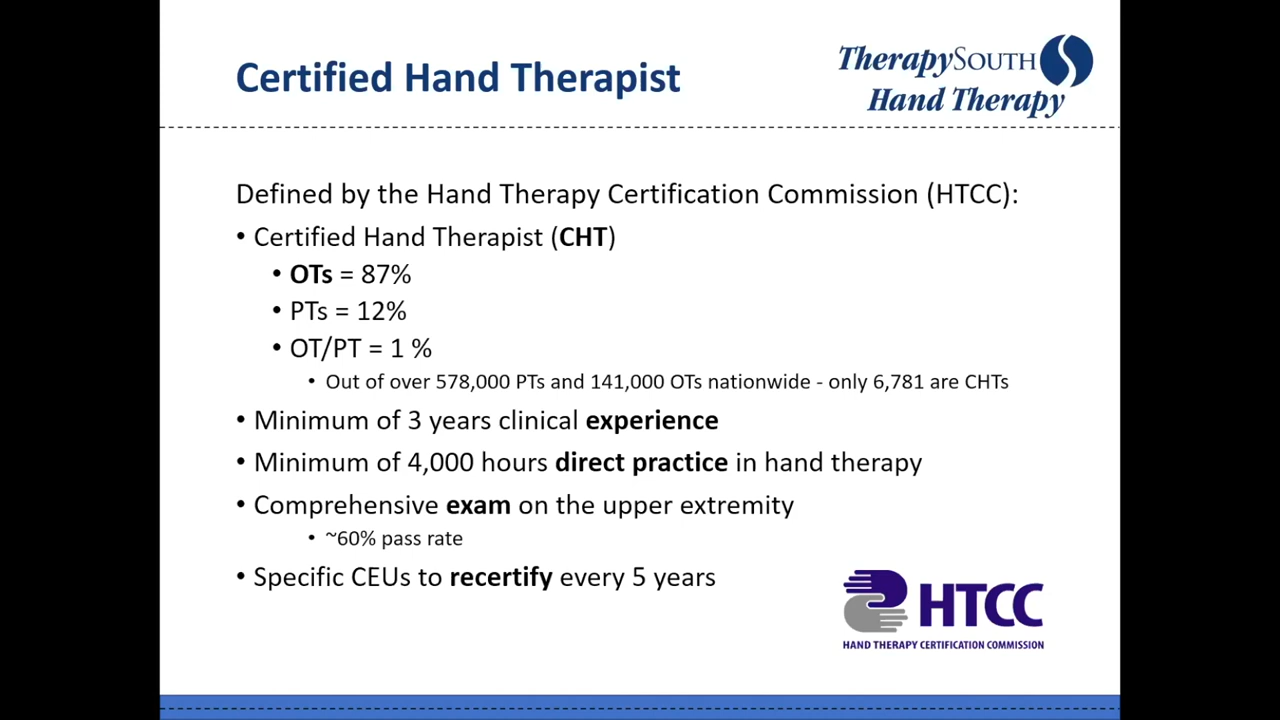 Certified Hand Therapist
TherapySOUTH
Hand Therapy
Defined by the Hand Therapy Certification Commission (HTCC):
• Certified Hand Therapist (CHT)
• OTs = 87%
• PTs = 12%
• OT/PT = 1 %
• Out of over 578,000 PTs and 141,000 OTs nationwide - only 6,781 are CHTs
• Minimum of 3 years clinical experience
• Minimum of 4,000 hours direct practice in hand therapy
• Comprehensive exam on the upper extremity
• ~60% pass rate
• Specific CEUs to recertify every 5 years
HTCC
HAND THERAPY CERTIFICATION COMMISSION